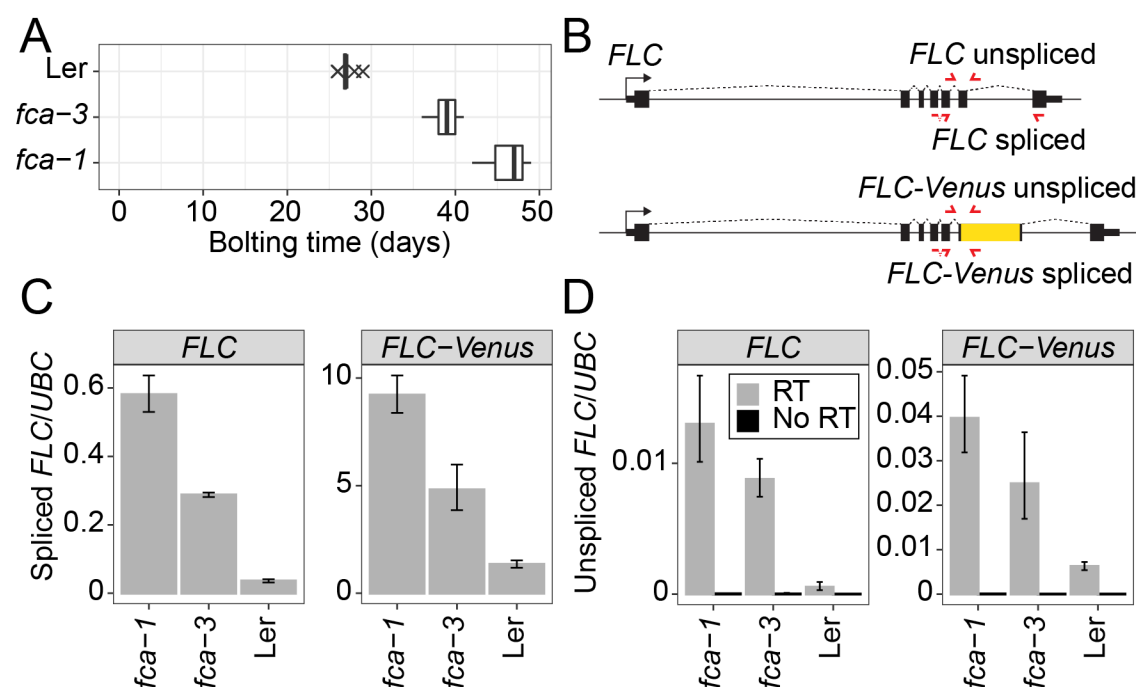 A
Ler
fca−3
fca−1
0 10 20 30 40 50
Bolting time (days)
B
FLC
FLC unspliced
FLC spliced
FLC-Venus unspliced
FLC-Venus spliced
C
Spliced FLC/UBC
FLC
0.6
0.4
0.2
0
fca−1 fca−3 Ler
FLC−Venus
10
5
0
fca−1 fca−3 Ler
D
Unspliced FLC/UBC
FLC
RT
No RT
0.01
0
fca−1 fca−3 Ler
FLC−Venus
0.05
0.04
0.03
0.02
0.01
0
fca−1 fca−3 Ler